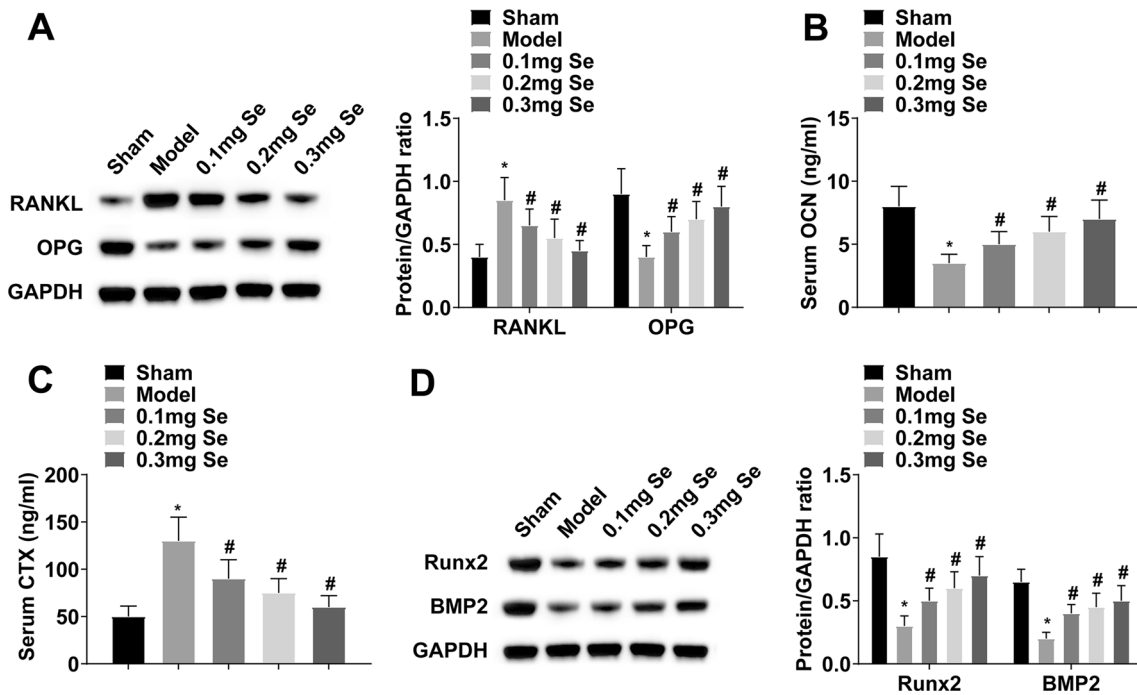 A
Sham
Model
0.1mg Se
0.2mg Se
0.3mg Se
RANKL
OPG
GAPDH
Sham
Model
0.1mg Se
0.2mg Se
0.3mg Se
Protein/GAPDH ratio
1.5
1.0
0.5
0.0
*
#
#
#
*
#
#
#
RANKL
OPG
B
Sham
Model
0.1mg Se
0.2mg Se
0.3mg Se
Serum OCN (ng/ml)
15
10
5
0
*
#
#
#
C
Sham
Model
0.1mg Se
0.2mg Se
0.3mg Se
Serum CTX (ng/ml)
200
150
100
50
0
*
#
#
#
D
Sham
Model
0.1mg Se
0.2mg Se
0.3mg Se
Runx2
BMP2
GAPDH
Sham
Model
0.1mg Se
0.2mg Se
0.3mg Se
Protein/GAPDH ratio
1.5
1.0
0.5
0.0
*
#
#
#
*
#
#
#
Runx2
BMP2